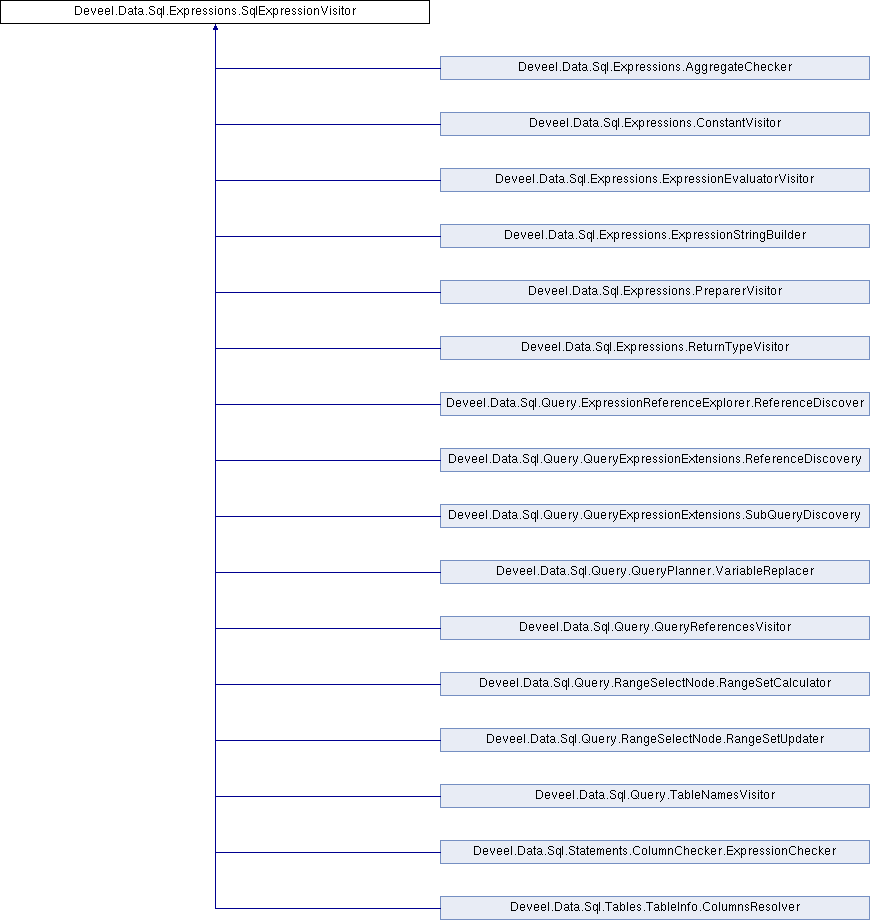 Deveel.Data.Sql.Expressions.SqlExpressionVisitor
Deveel.Data.Sql.Expressions.AggregateChecker
Deveel.Data.Sql.Expressions.ConstantVisitor
Deveel.Data.Sql.Expressions.ExpressionEvaluatorVisitor
Deveel.Data.Sql.Expressions.ExpressionStringBuilder
Deveel.Data.Sql.Expressions.PreparerVisitor
Deveel.Data.Sql.Expressions.ReturnTypeVisitor
Deveel.Data.Sql.Query.ExpressionReferenceExplorer.ReferenceDiscover
Deveel.Data.Sql.Query.QueryExpressionExtensions.ReferenceDiscovery
Deveel.Data.Sql.Query.QueryExpressionExtensions.SubQueryDiscovery
Deveel.Data.Sql.Query.QueryPlanner.VariableReplacer
Deveel.Data.Sql.Query.QueryReferencesVisitor
Deveel.Data.Sql.Query.RangeSelectNode.RangeSetCalculator
Deveel.Data.Sql.Query.RangeSelectNode.RangeSetUpdater
Deveel.Data.Sql.Query.TableNamesVisitor
Deveel.Data.Sql.Statements.ColumnChecker.ExpressionChecker
Deveel.Data.Sql.Tables.TableInfo.ColumnsResolver